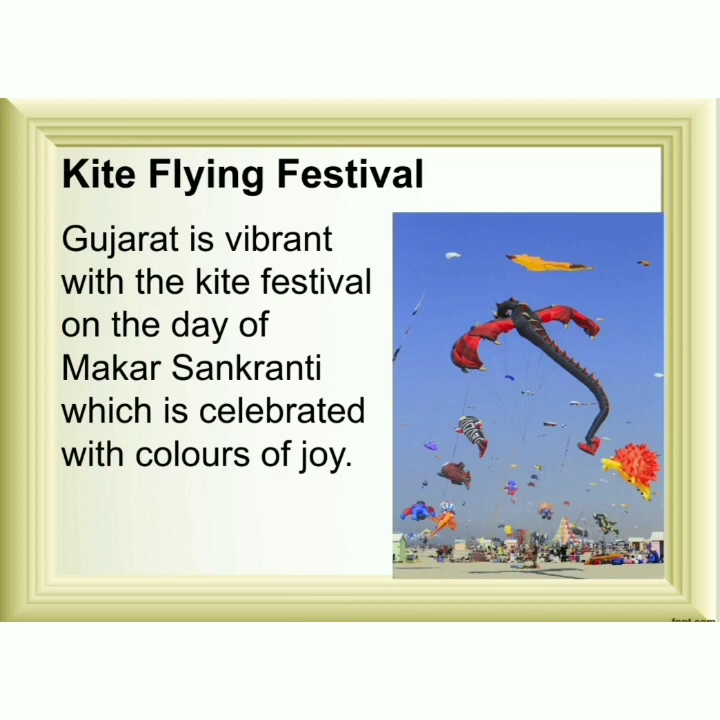 Kite Flying Festival
Gujarat is vibrant
with the kite festival
on the day of
Makar Sankranti
which is celebrated
with colours of joy.